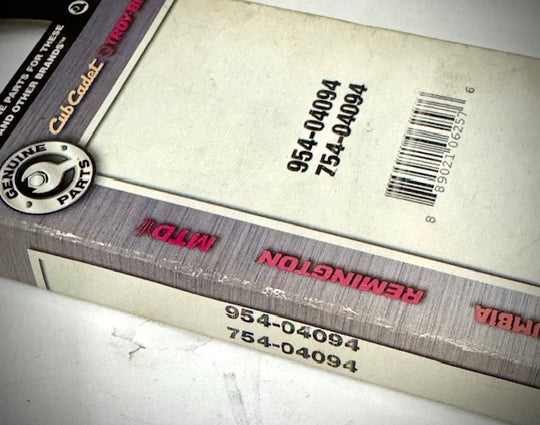 PARTS FOR THESE
AND OTHER BRANDS™
Cub Cadet
GENUINE
PARTS
954-04094
754-04094
8 89021 06257 6
MTD
REMINGTON
954-04094
754-04094